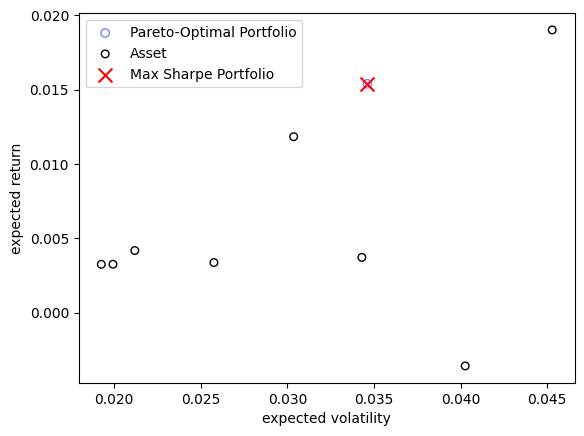 Pareto-Optimal Portfolio
Asset
Max Sharpe Portfolio
expected return
0.020
0.015
0.010
0.005
0.000
0.020 0.025 0.030 0.035 0.040 0.045
expected volatility